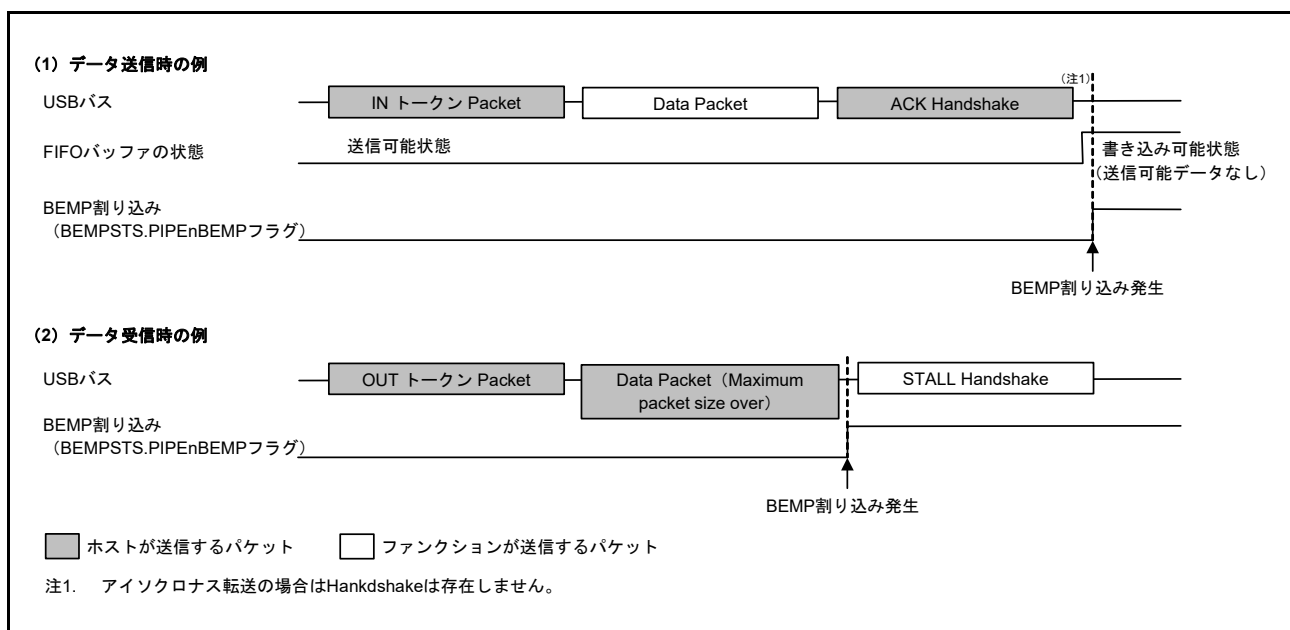 (1) データ送信時の例
(注1)
USBバス
IN トークン Packet
Data Packet
ACK Handshake
FIFOバッファの状態
送信可能状態
書き込み可能状態
(送信可能データなし)
BEMP割り込み
(BEMPSTS.PIPEnBEMPフラグ)
BEMP割り込み発生
(2) データ受信時の例
USBバス
OUT トークン Packet
Data Packet(Maximum
packet size over)
STALL Handshake
BEMP割り込み
(BEMPSTS.PIPEnBEMPフラグ)
BEMP割り込み発生
ホストが送信するパケット
ファンクションが送信するパケット
注1. アイソクロナス転送の場合はHankdshakeは存在しません。